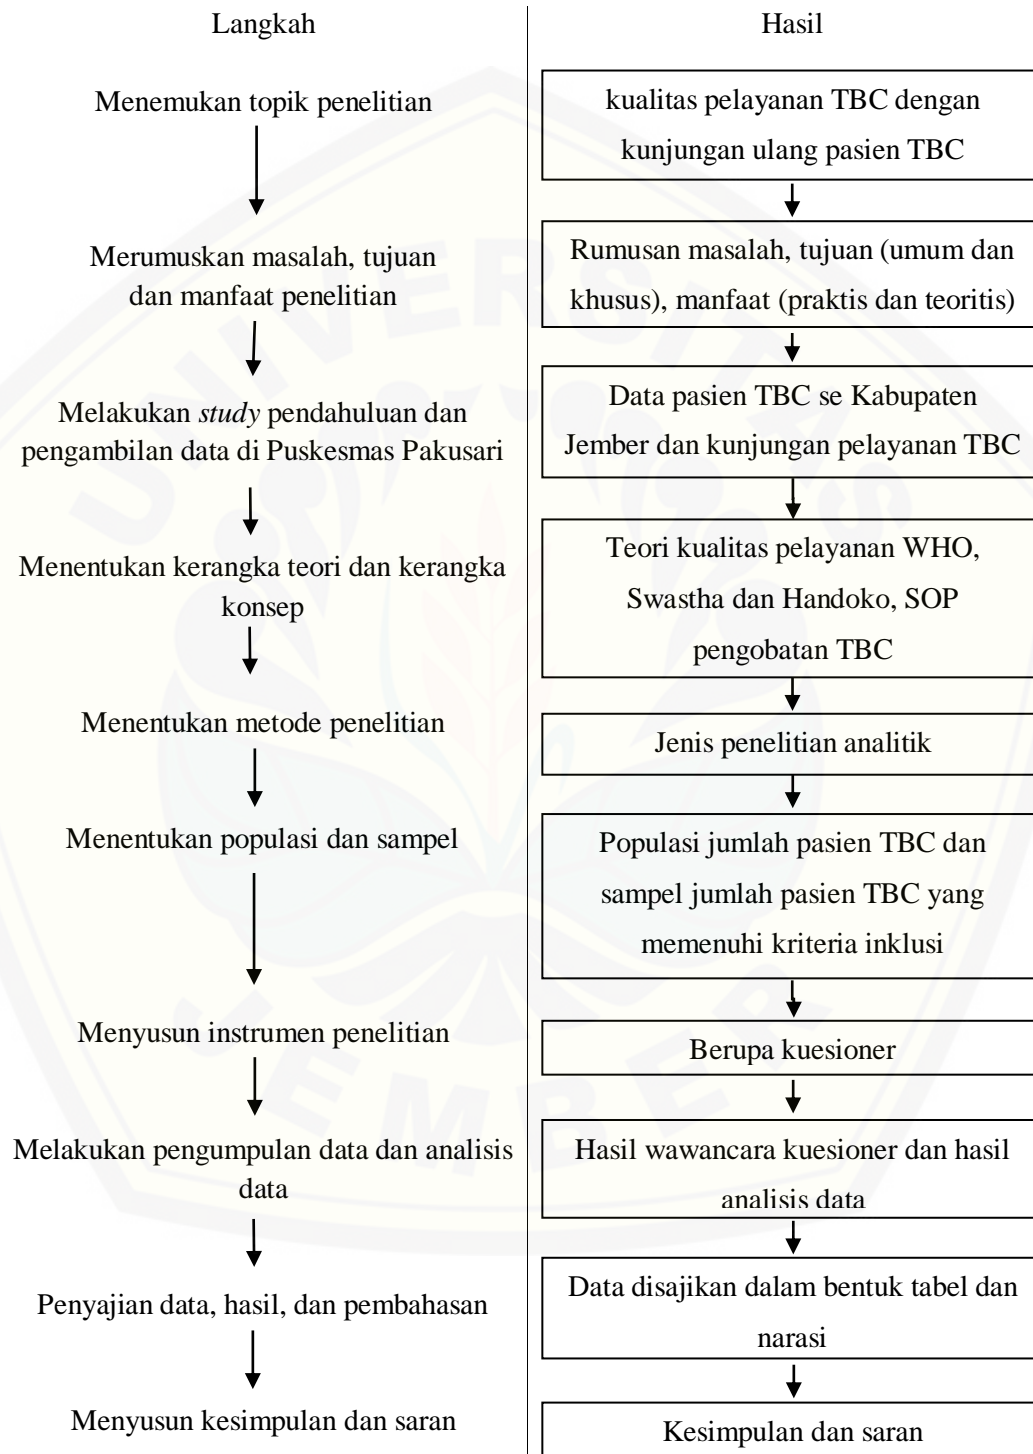 Langkah
Hasil
Menemukan topik penelitian
kualitas pelayanan TBC dengan
kunjungan ulang pasien TBC
Merumuskan masalah, tujuan
dan manfaat penelitian
Rumusan masalah, tujuan (umum dan
khusus), manfaat (praktis dan teoritis)
Melakukan study pendahuluan dan
pengambilan data di Puskesmas Pakusari
Data pasien TBC se Kabupaten
Jember dan kunjungan pelayanan TBC
Menentukan kerangka teori dan kerangka
konsep
Teori kualitas pelayanan WHO,
Swastha dan Handoko, SOP
pengobatan TBC
Menentukan metode penelitian
Jenis penelitian analitik
Menentukan populasi dan sampel
Populasi jumlah pasien TBC dan
sampel jumlah pasien TBC yang
memenuhi kriteria inklusi
Menyusun instrumen penelitian
Berupa kuesioner
Melakukan pengumpulan data dan analisis
data
Hasil wawancara kuesioner dan hasil
analisis data
Penyajian data, hasil, dan pembahasan
Data disajikan dalam bentuk tabel dan
narasi
Menyusun kesimpulan dan saran
Kesimpulan dan saran
UNIVERSITAS
JEMBER